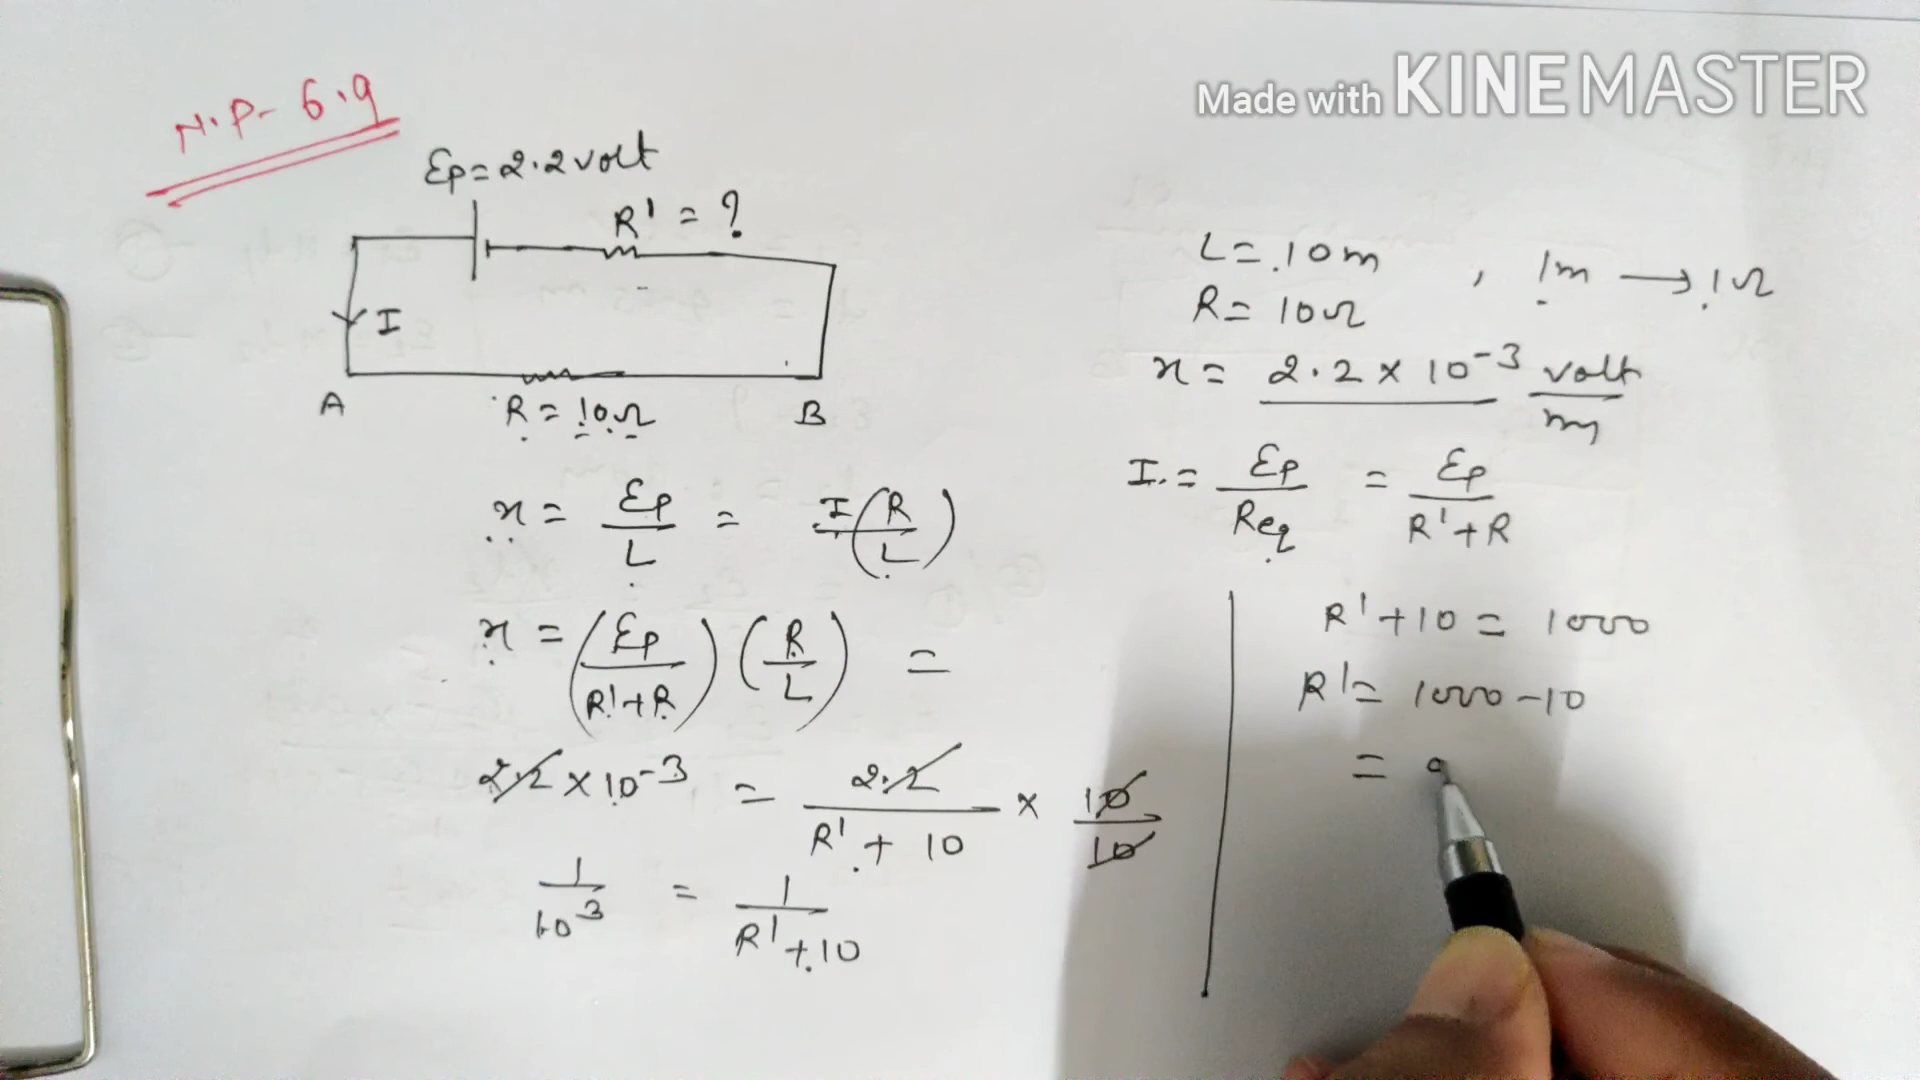 Made with KINEMASTER
N.P- 6.9
Ep = 2.2 volt
R' = ?
I
A
R = 10Ω
B
L = 10m , 1m → 1Ω
R = 10Ω
x = 2.2 × 10⁻³ volt/m
I = Ep/Req = Ep/(R'+R)
x = Ep/L = I(R/L)
x = (Ep/(R'+R)) (R/L) =
2.2 × 10⁻³ = 2.2/(R' + 10) × 10/10
1/10³ = 1/(R'+10)
R'+10 = 1000
R' = 1000-10
=